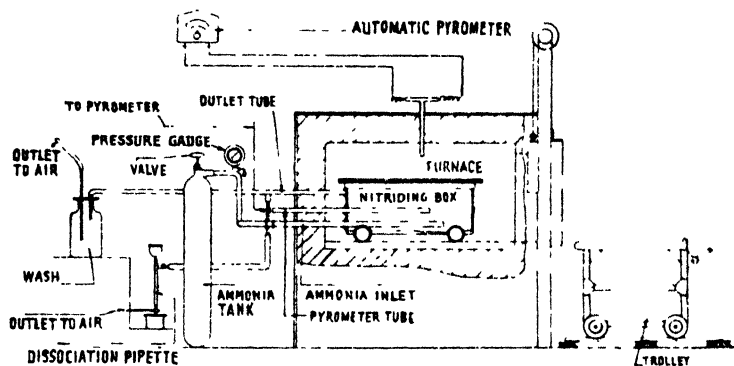 AUTOMATIC PYROMETER
TO PYROMETER
OUTLET TUBE
PRESSURE GAUGE
OUTLET
TO AIR
VALVE
FURNACE
NITRIDING BOX
WASH
AMMONIA
TANK
AMMONIA INLET
PYROMETER TUBE
OUTLET TO AIR
DISSOCIATION PIPETTE
TROLLEY